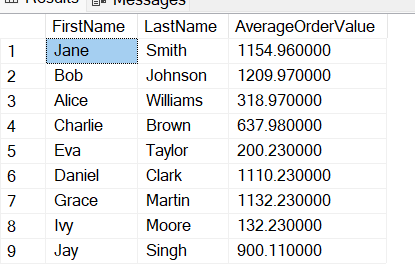 Results Messages
FirstName LastName AverageOrderValue
1 Jane Smith 1154.960000
2 Bob Johnson 1209.970000
3 Alice Williams 318.970000
4 Charlie Brown 637.980000
5 Eva Taylor 200.230000
6 Daniel Clark 1110.230000
7 Grace Martin 1132.230000
8 Ivy Moore 132.230000
9 Jay Singh 900.110000